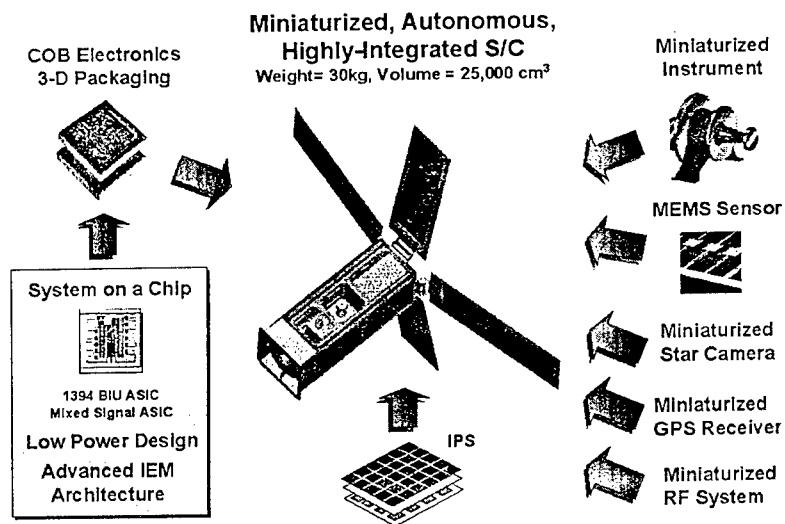 Miniaturized, Autonomous,
Highly-Integrated S/C
Weight= 30kg, Volume = 25,000 cm³
COB Electronics
3-D Packaging
System on a Chip
1394 BIU ASIC
Mixed Signal ASIC
Low Power Design
Advanced IEM
Architecture
IPS
Miniaturized
Instrument
MEMS Sensor
Miniaturized
Star Camera
Miniaturized
GPS Receiver
Miniaturized
RF System